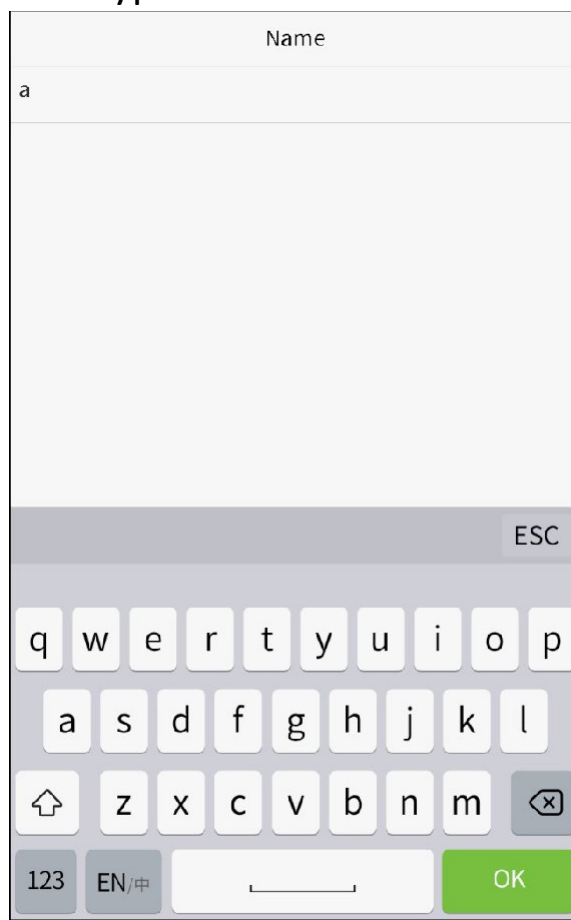 Name
a
ESC
q w e r t y u i o p
a s d f g h j k l
z x c v b n m
123 EN/中 OK